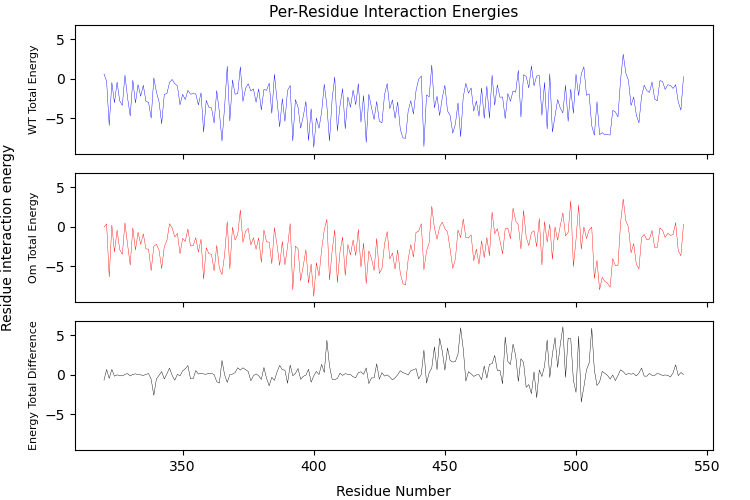 Per-Residue Interaction Energies
Residue interaction energy
WT Total Energy
5
0
−5
Om Total Energy
5
0
−5
Energy Total Difference
5
0
−5
350 400 450 500 550
Residue Number